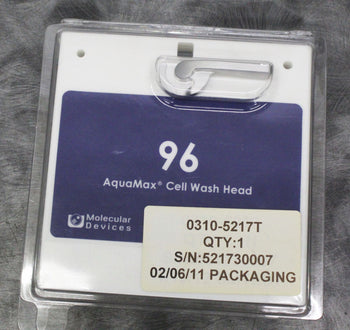 96
AquaMax® Cell Wash Head
Molecular
Devices
0310-5217T
QTY:1
S/N:521730007
02/06/11 PACKAGING